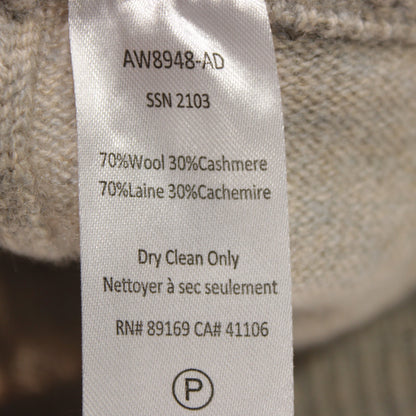 AW8948-AD
SSN 2103
70%Wool 30%Cashmere
70%Laine 30%Cachemire
Dry Clean Only
Nettoyer à sec seulement
RN# 89169 CA# 41106
P